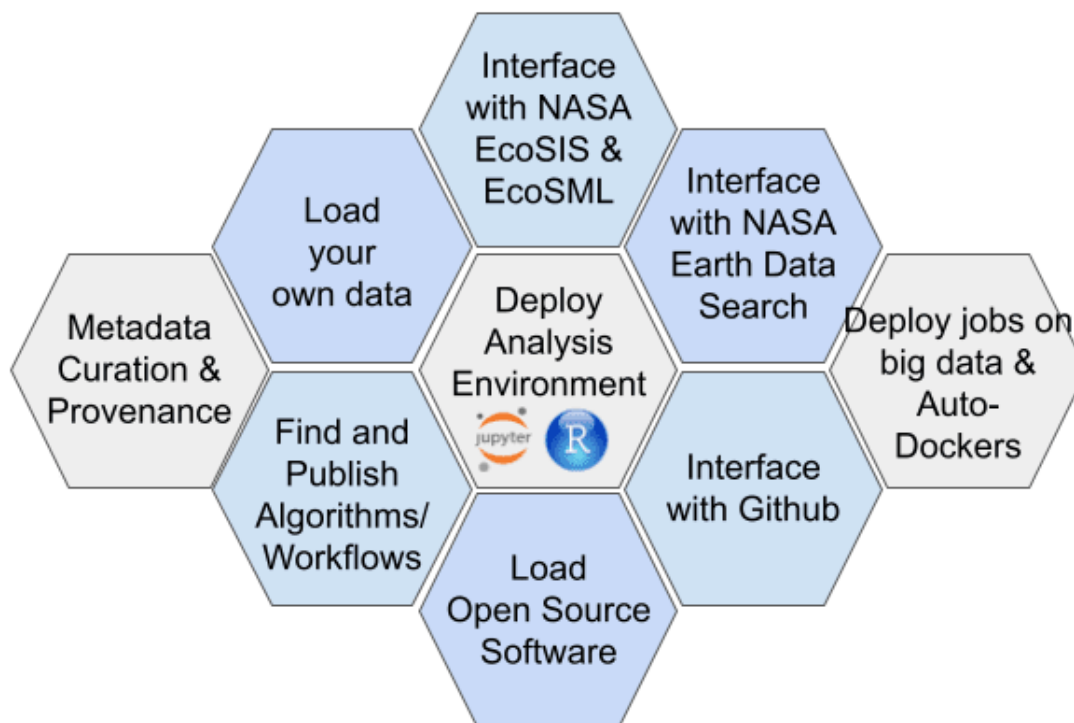 Interface
with NASA
EcoSIS &
EcoSML
Load
your
own data
Interface
with NASA
Earth Data
Search
Metadata
Curation &
Provenance
Deploy
Analysis
Environment
jupyter
R
Deploy jobs on
big data &
Auto-
Dockers
Find and
Publish
Algorithms/
Workflows
Interface
with Github
Load
Open Source
Software